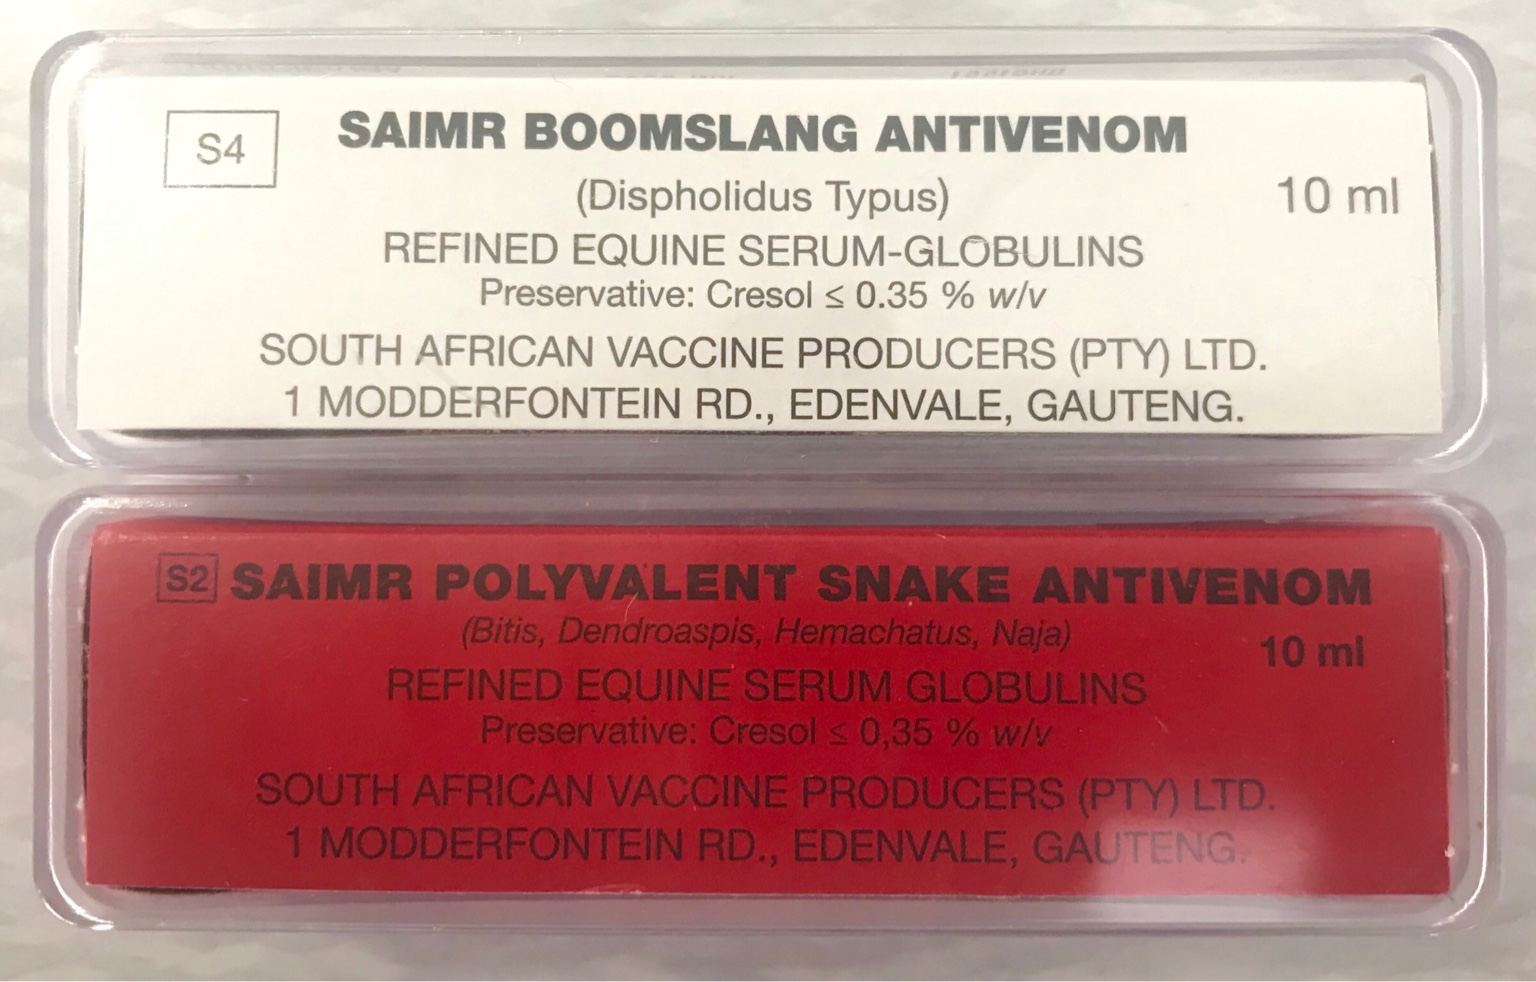 S4
SAIMR BOOMSLANG ANTIVENOM
(Dispholidus Typus)
10 ml
REFINED EQUINE SERUM-GLOBULINS
Preservative: Cresol ≤ 0.35 % w/v
SOUTH AFRICAN VACCINE PRODUCERS (PTY) LTD.
1 MODDERFONTEIN RD., EDENVALE, GAUTENG.
S2 SAIMR POLYVALENT SNAKE ANTIVENOM
(Bitis, Dendroaspis, Hemachatus, Naja)
10 ml
REFINED EQUINE SERUM GLOBULINS
Preservative: Cresol ≤ 0,35 % w/v
SOUTH AFRICAN VACCINE PRODUCERS (PTY) LTD.
1 MODDERFONTEIN RD., EDENVALE, GAUTENG.